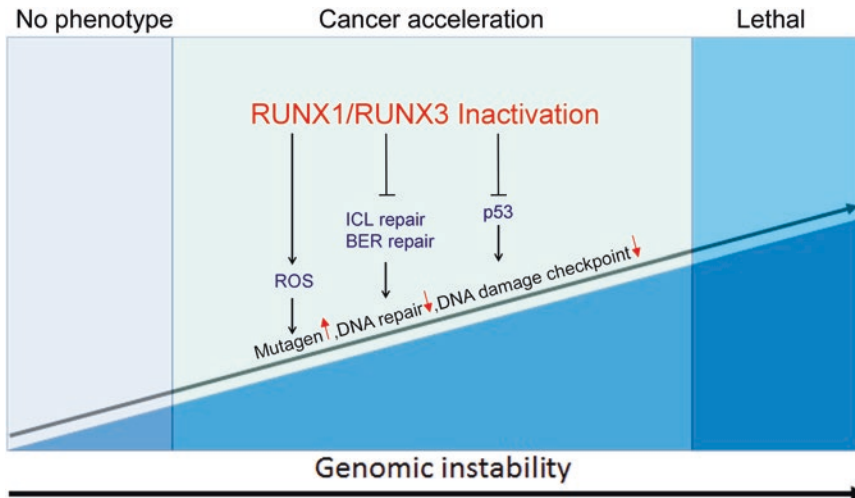 No phenotype Cancer acceleration Lethal
RUNX1/RUNX3 Inactivation
ICL repair
BER repair
p53
ROS
Mutagen↑,DNA repair↓,DNA damage checkpoint↓
Genomic instability